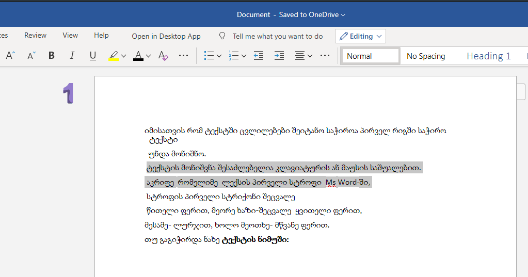 Document - Saved to OneDrive
ces Review View Help Open in Desktop App Tell me what you want to do Editing
A A I U A Normal No Spacing Heading 1
1
იმისათვის რომ ტექსტში ცვლილებები შეიტანო საჭიროა პირველ რიგში საჭირო
ტექსტი
უნდა მონიშნო.
ტექსტის მონიშვნა შესაძლებელია კლავიატურის ან მაუსის საშუალებით.
აკრიფე რომელიმე ლექსის პირველი სტროფი Ms Word-ში,
სტროფის პირველი სტრიქონი შეცვალე
წითელი ფერით, მეორე ხაზი-შეცვალე ყვითელი ფერით,
მესამე- ლურჯით, ხოლო მეოთხე- მწვანე ფერით.
თუ გაგიჭირდა ნახე ტექსტის ნიმუში: